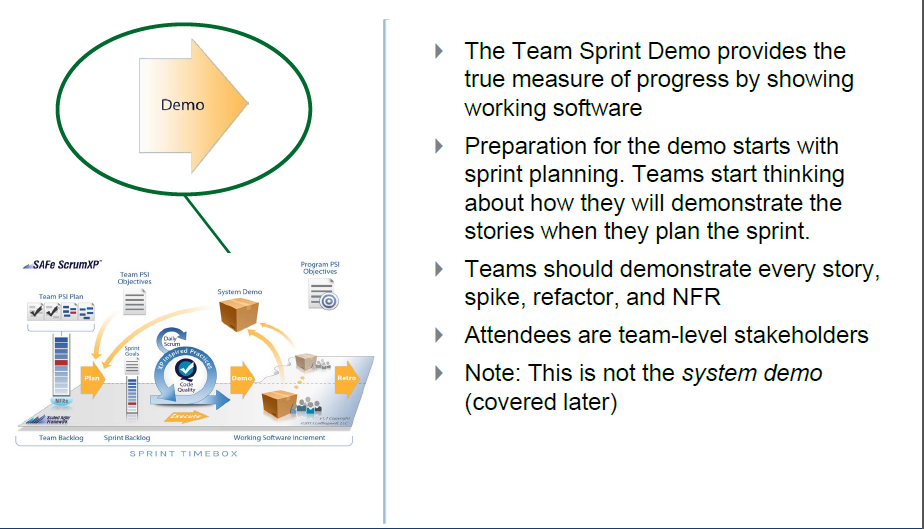 Demo
SAFe ScrumXP™
Team PSI
Objectives
Program PSI
Objectives
Team PSI Plan
System Demo
Sprint
Goals
Daily
Scrum
XP Inspired Practices
Code
Quality
Plan
Demo
Retro
NFRs
Execute
Scaled Agile
Framework
Team Backlog
Sprint Backlog
Working Software Increment
SPRINT TIMEBOX
The Team Sprint Demo provides the
true measure of progress by showing
working software
Preparation for the demo starts with
sprint planning. Teams start thinking
about how they will demonstrate the
stories when they plan the sprint.
Teams should demonstrate every story,
spike, refactor, and NFR
Attendees are team-level stakeholders
Note: This is not the system demo
(covered later)